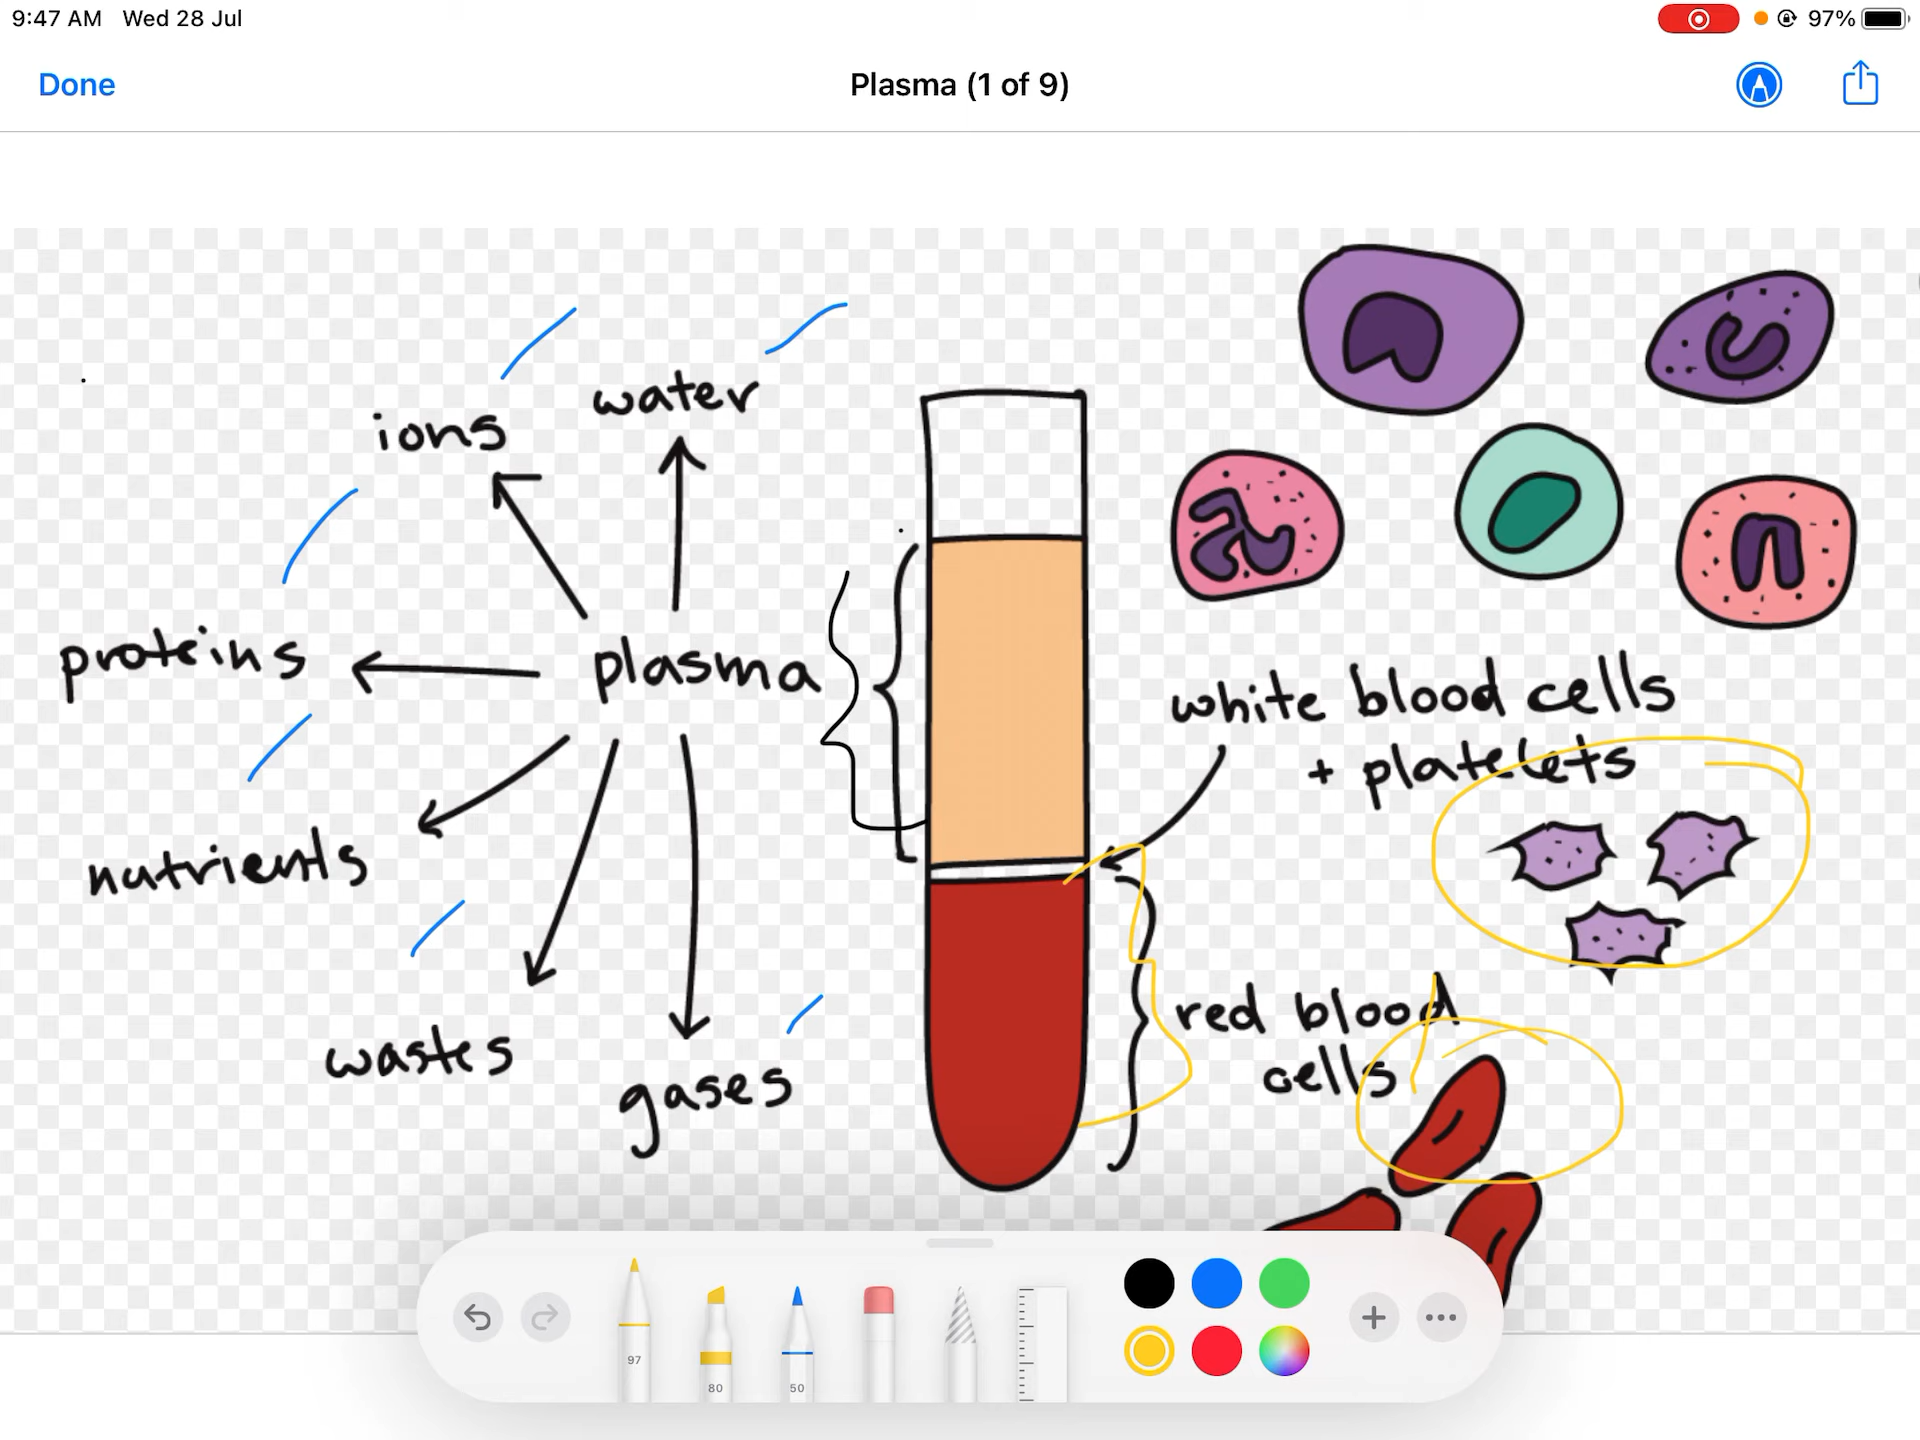 9:47 AM Wed 28 Jul
97%
Done
Plasma (1 of 9)
ions
water
proteins
plasma
nutrients
wastes
gases
white blood cells
+ platelets
red blood
cells
97
80
50